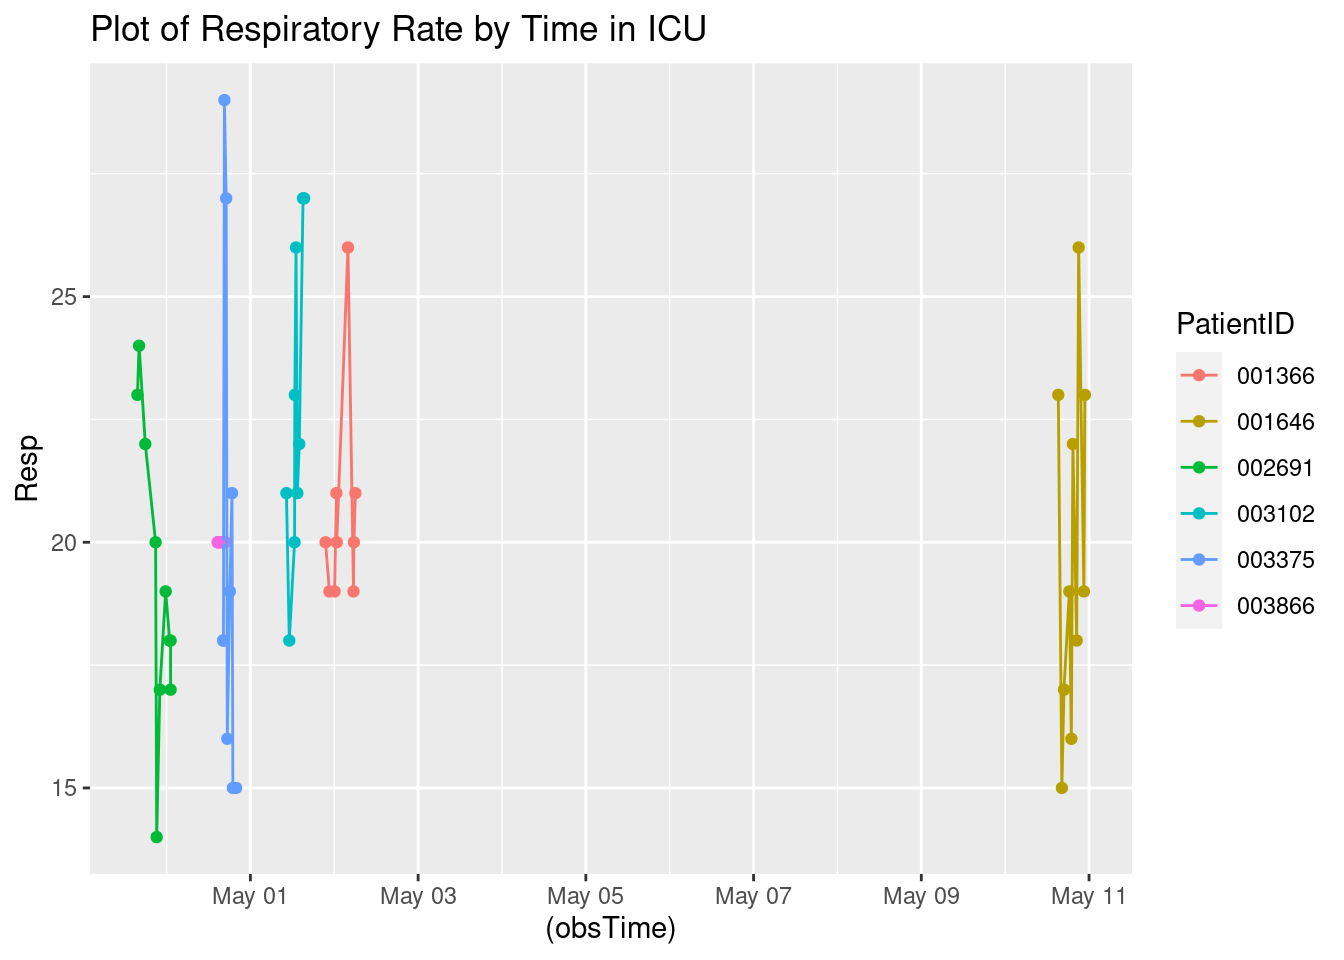 Plot of Respiratory Rate by Time in ICU
Resp
25
20
15
May 01
May 03
May 05
May 07
May 09
May 11
(obsTime)
PatientID
001366
001646
002691
003102
003375
003866